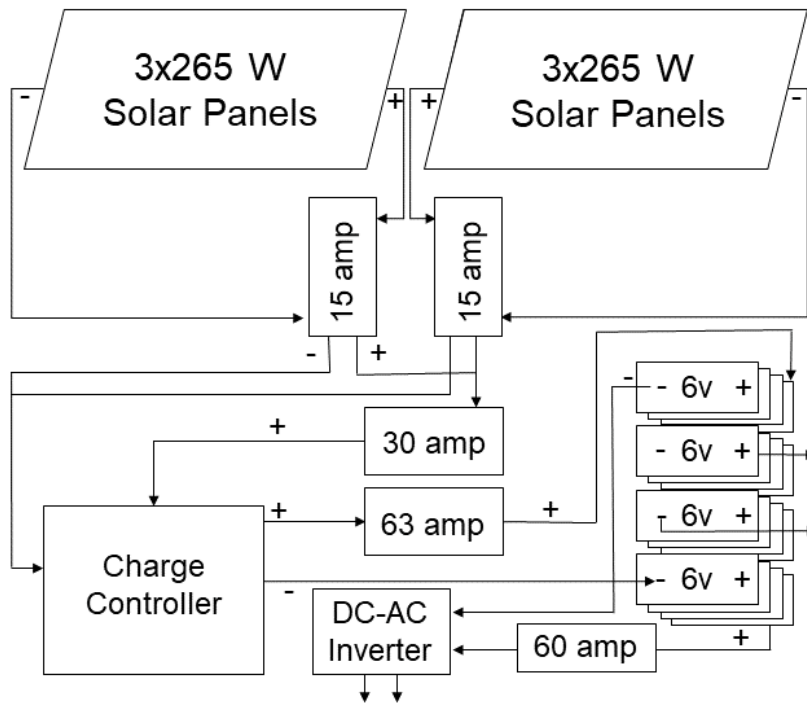 3x265 W
Solar Panels
3x265 W
Solar Panels
-
+
+
-
15 amp
15 amp
-
+
- 6v +
-
- 6v +
- 6v +
- 6v +
30 amp
+
63 amp
+
+
Charge
Controller
-
DC-AC
Inverter
60 amp
+